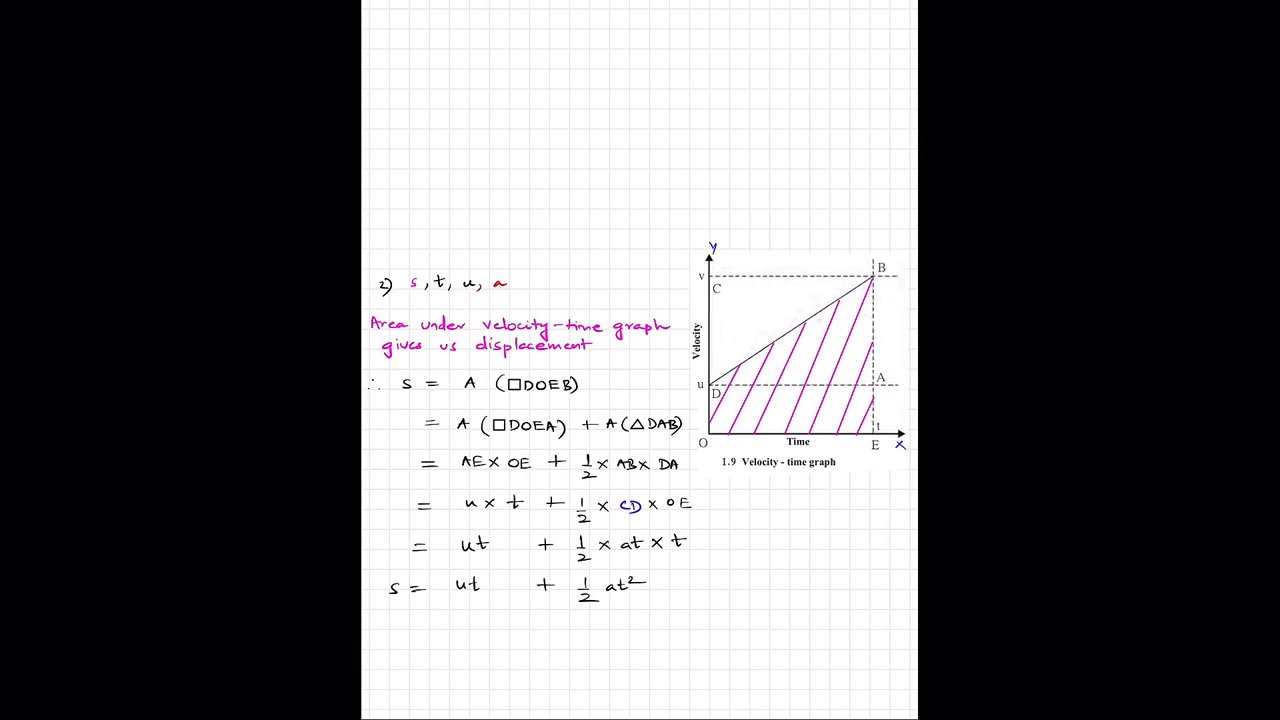 2) s, t, u, a
Area under velocity-time graph
gives us displacement
∴ s = A (□DOEB)
= A (□DOEA) + A(△DAB)
= AE × OE + 1/2 × AB × DA
= u × t + 1/2 × CD × OE
= ut + 1/2 × at × t
s = ut + 1/2 at²
Y
v
B
C
Velocity
u
D
A
t
O
Time
E
X
1.9 Velocity - time graph